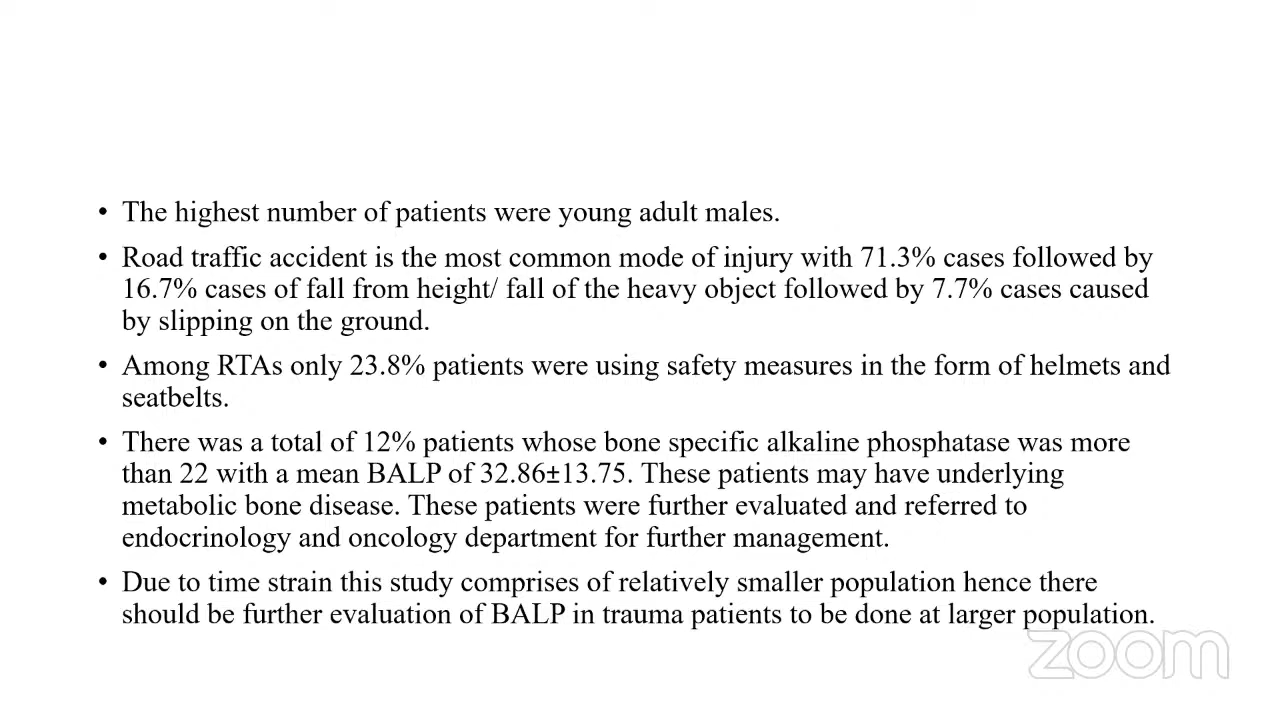 • The highest number of patients were young adult males.
• Road traffic accident is the most common mode of injury with 71.3% cases followed by
16.7% cases of fall from height/ fall of the heavy object followed by 7.7% cases caused
by slipping on the ground.
• Among RTAs only 23.8% patients were using safety measures in the form of helmets and
seatbelts.
• There was a total of 12% patients whose bone specific alkaline phosphatase was more
than 22 with a mean BALP of 32.86±13.75. These patients may have underlying
metabolic bone disease. These patients were further evaluated and referred to
endocrinology and oncology department for further management.
• Due to time strain this study comprises of relatively smaller population hence there
should be further evaluation of BALP in trauma patients to be done at larger population.
zoom